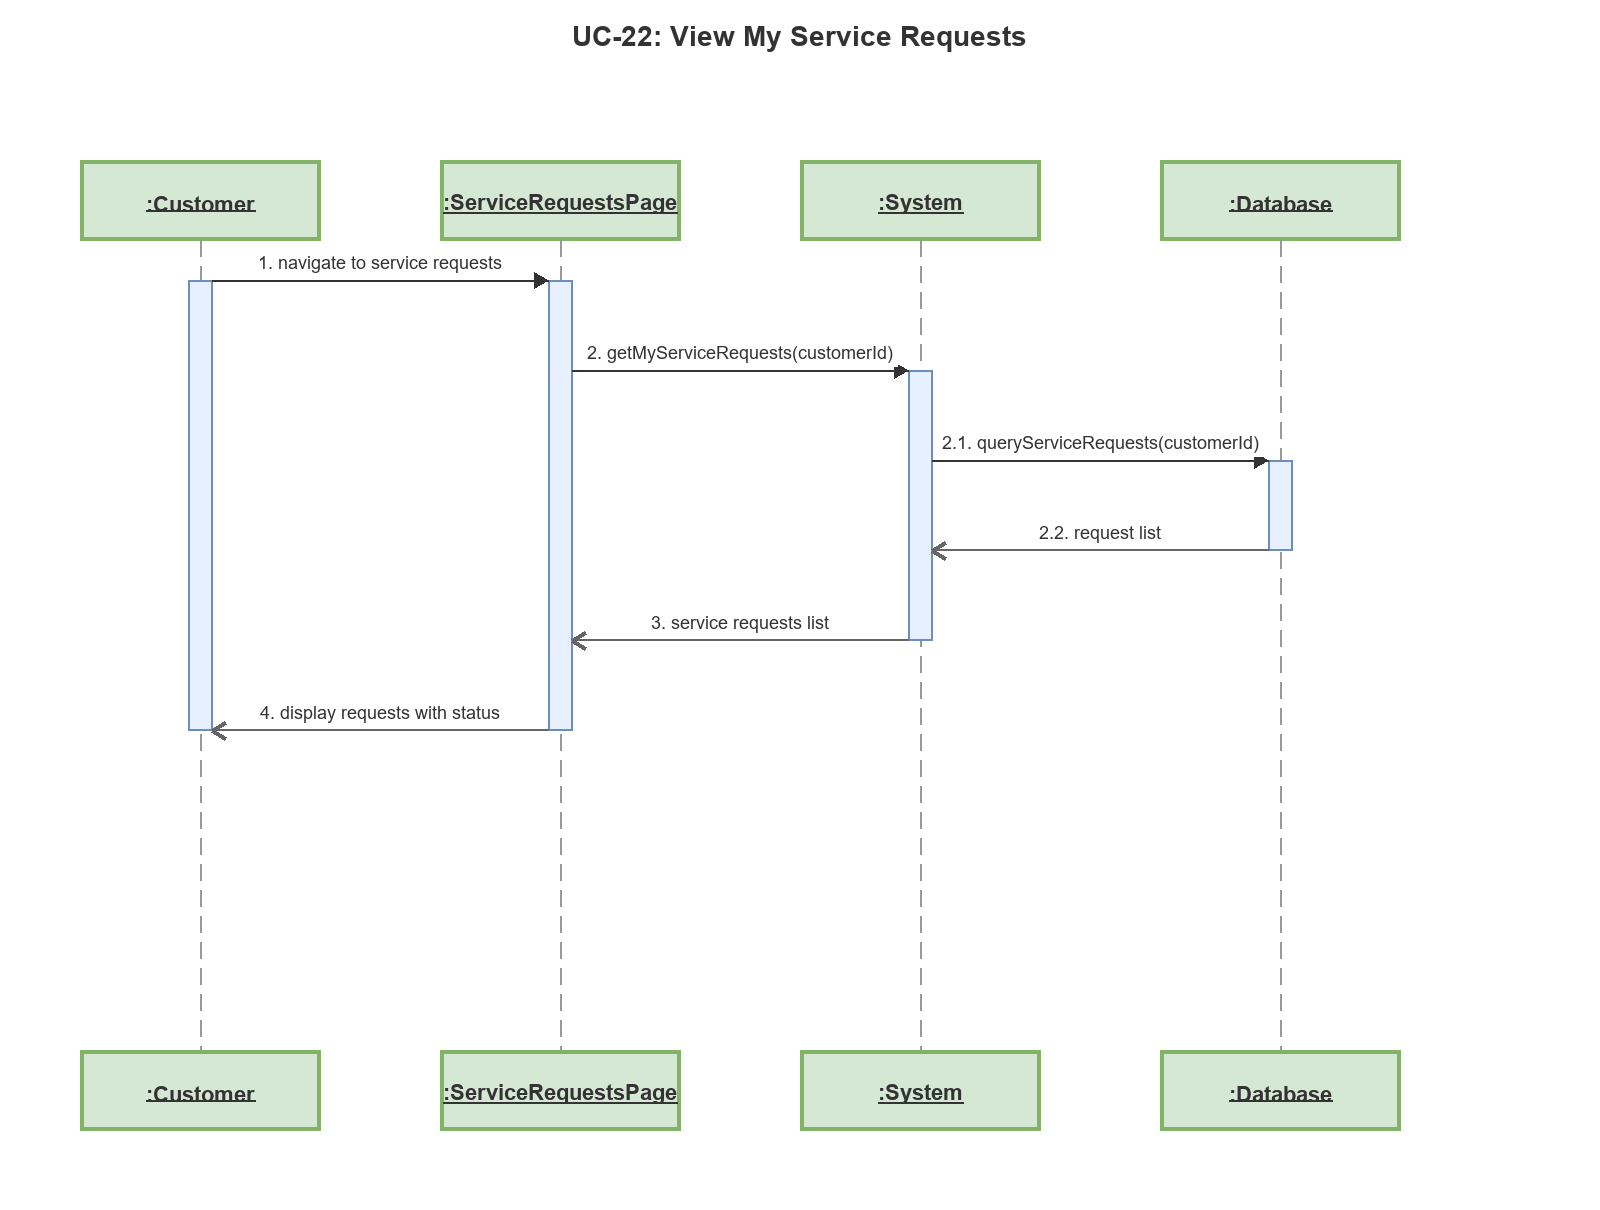 UC-22: View My Service Requests
:Customer
:ServiceRequestsPage
:System
:Database
1. navigate to service requests
2. getMyServiceRequests(customerId)
2.1. queryServiceRequests(customerId)
2.2. request list
3. service requests list
4. display requests with status
:Customer
:ServiceRequestsPage
:System
:Database